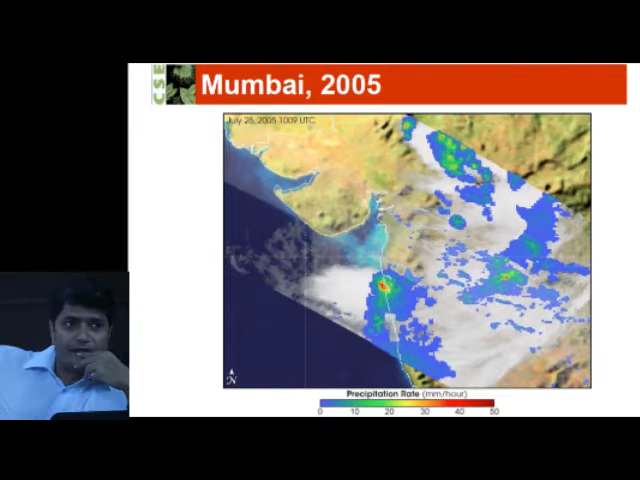 CSE
Mumbai, 2005
July 26, 2005 1009 UTC
N
Precipitation Rate (mm/hour)
0 10 20 30 40 50